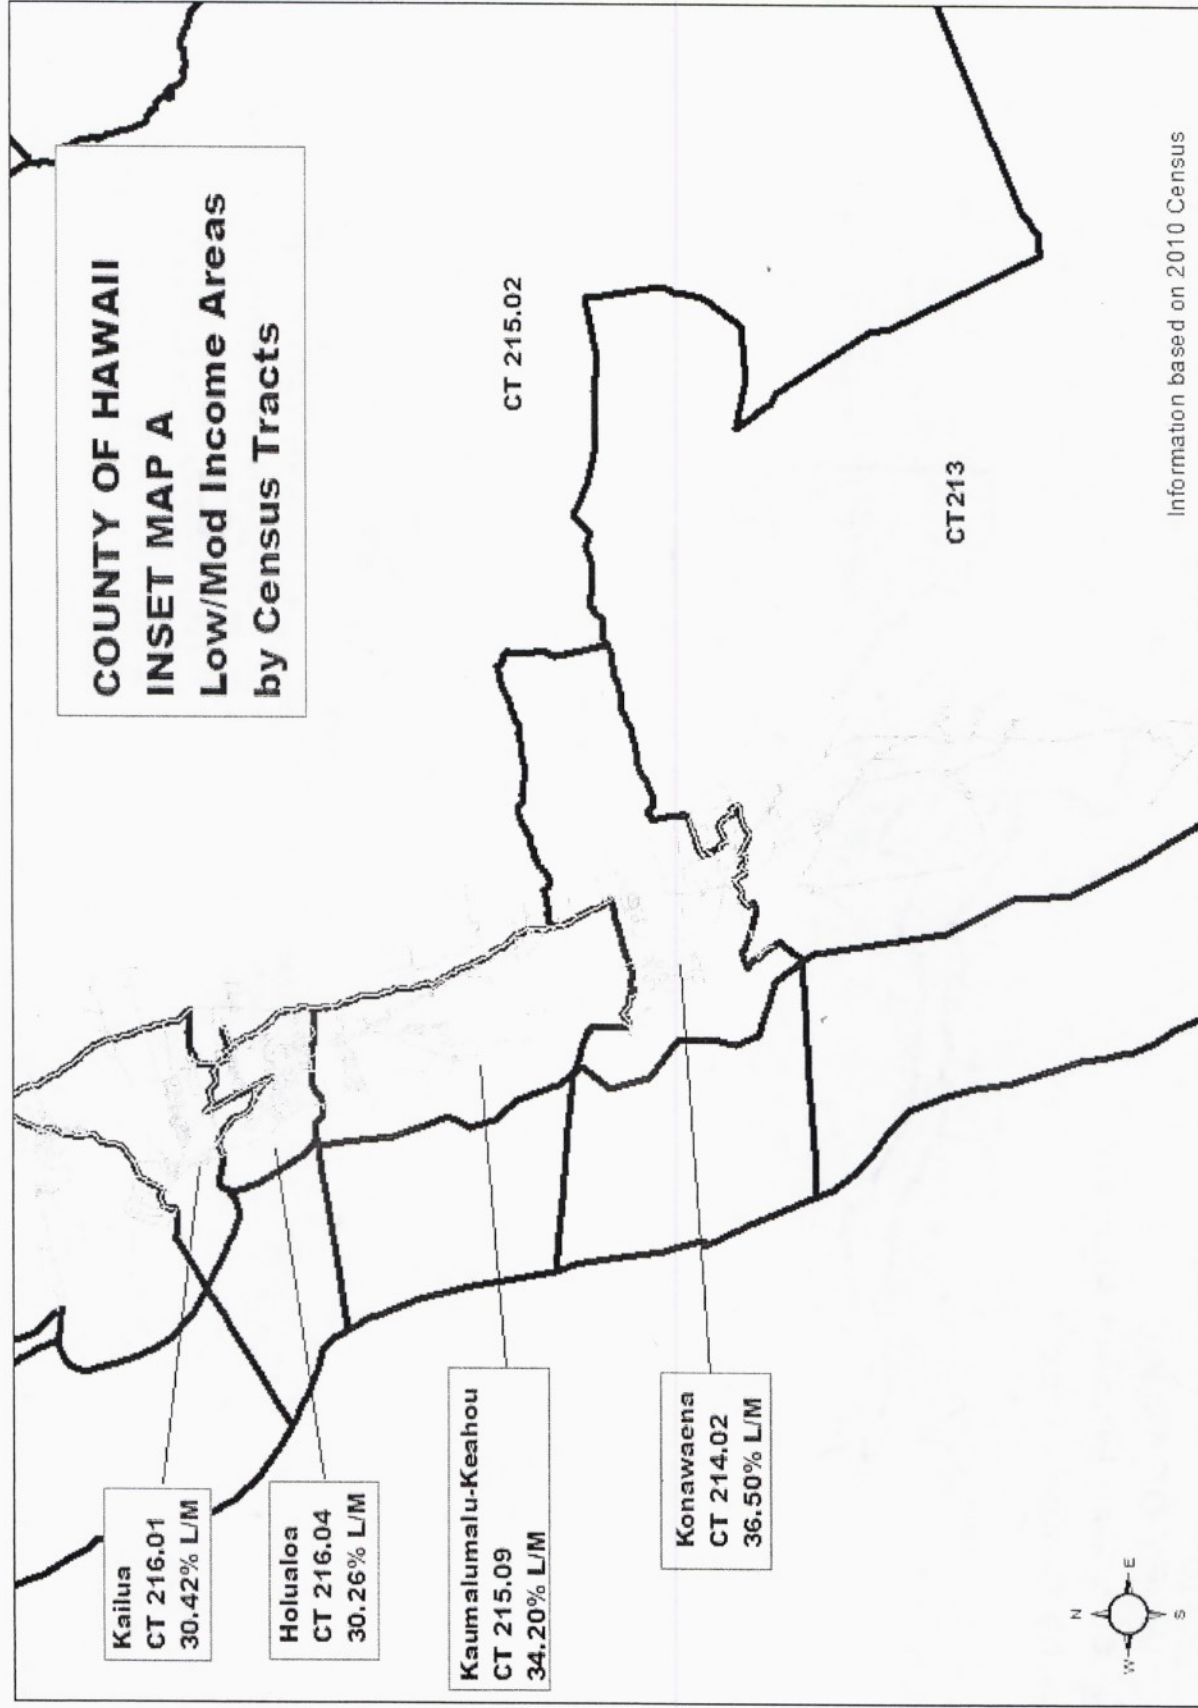 COUNTY OF HAWAII
INSET MAP A
Low/Mod Income Areas
by Census Tracts
CT 215.02
CT213
Kailua
CT 216.01
30.42% L/M
Holualoa
CT 216.04
30.26% L/M
Kaumalumalu-Keahou
CT 215.09
34.20% L/M
Konawaena
CT 214.02
36.50% L/M
N
W
E
S
Information based on 2010 Census